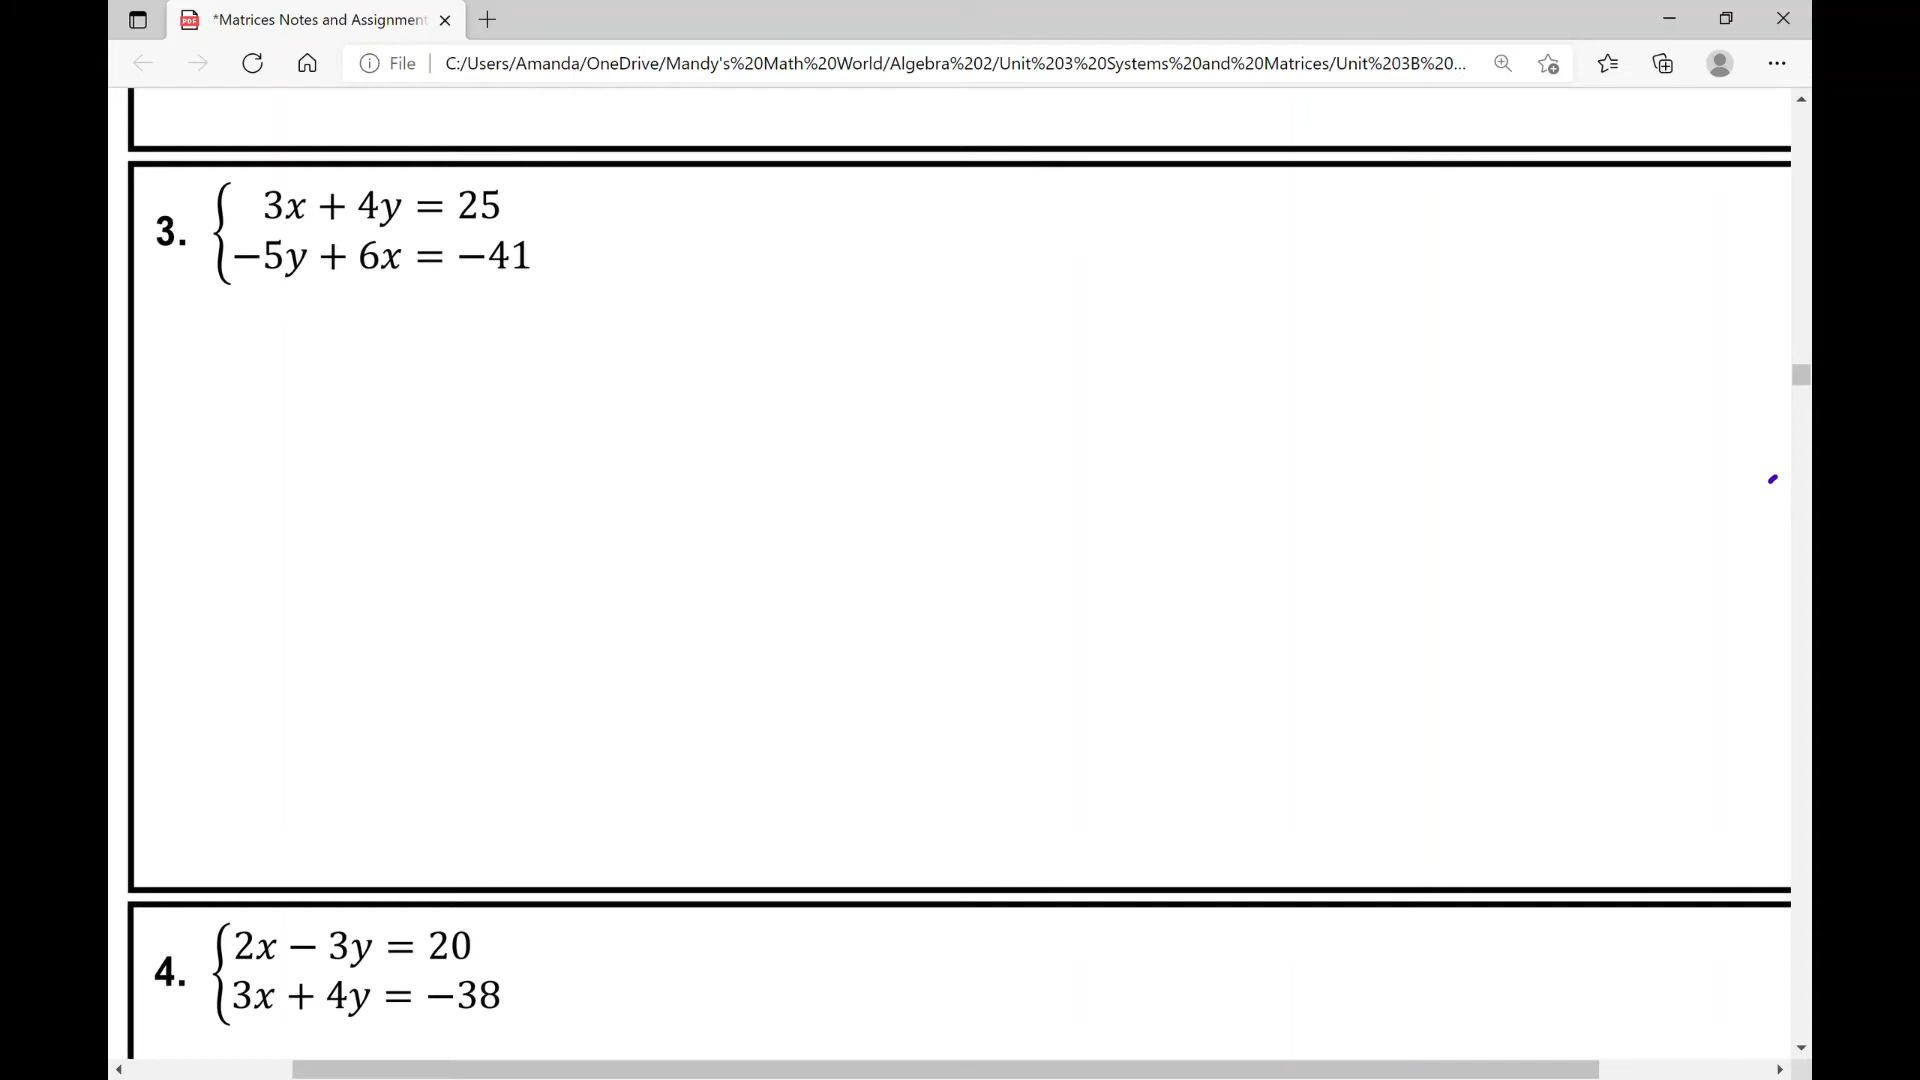 *Matrices Notes and Assignment
File
C:/Users/Amanda/OneDrive/Mandy's%20Math%20World/Algebra%202/Unit%203%20Systems%20and%20Matrices/Unit%203B%20...
3. { 3x + 4y = 25
−5y + 6x = −41
4. { 2x − 3y = 20
3x + 4y = −38